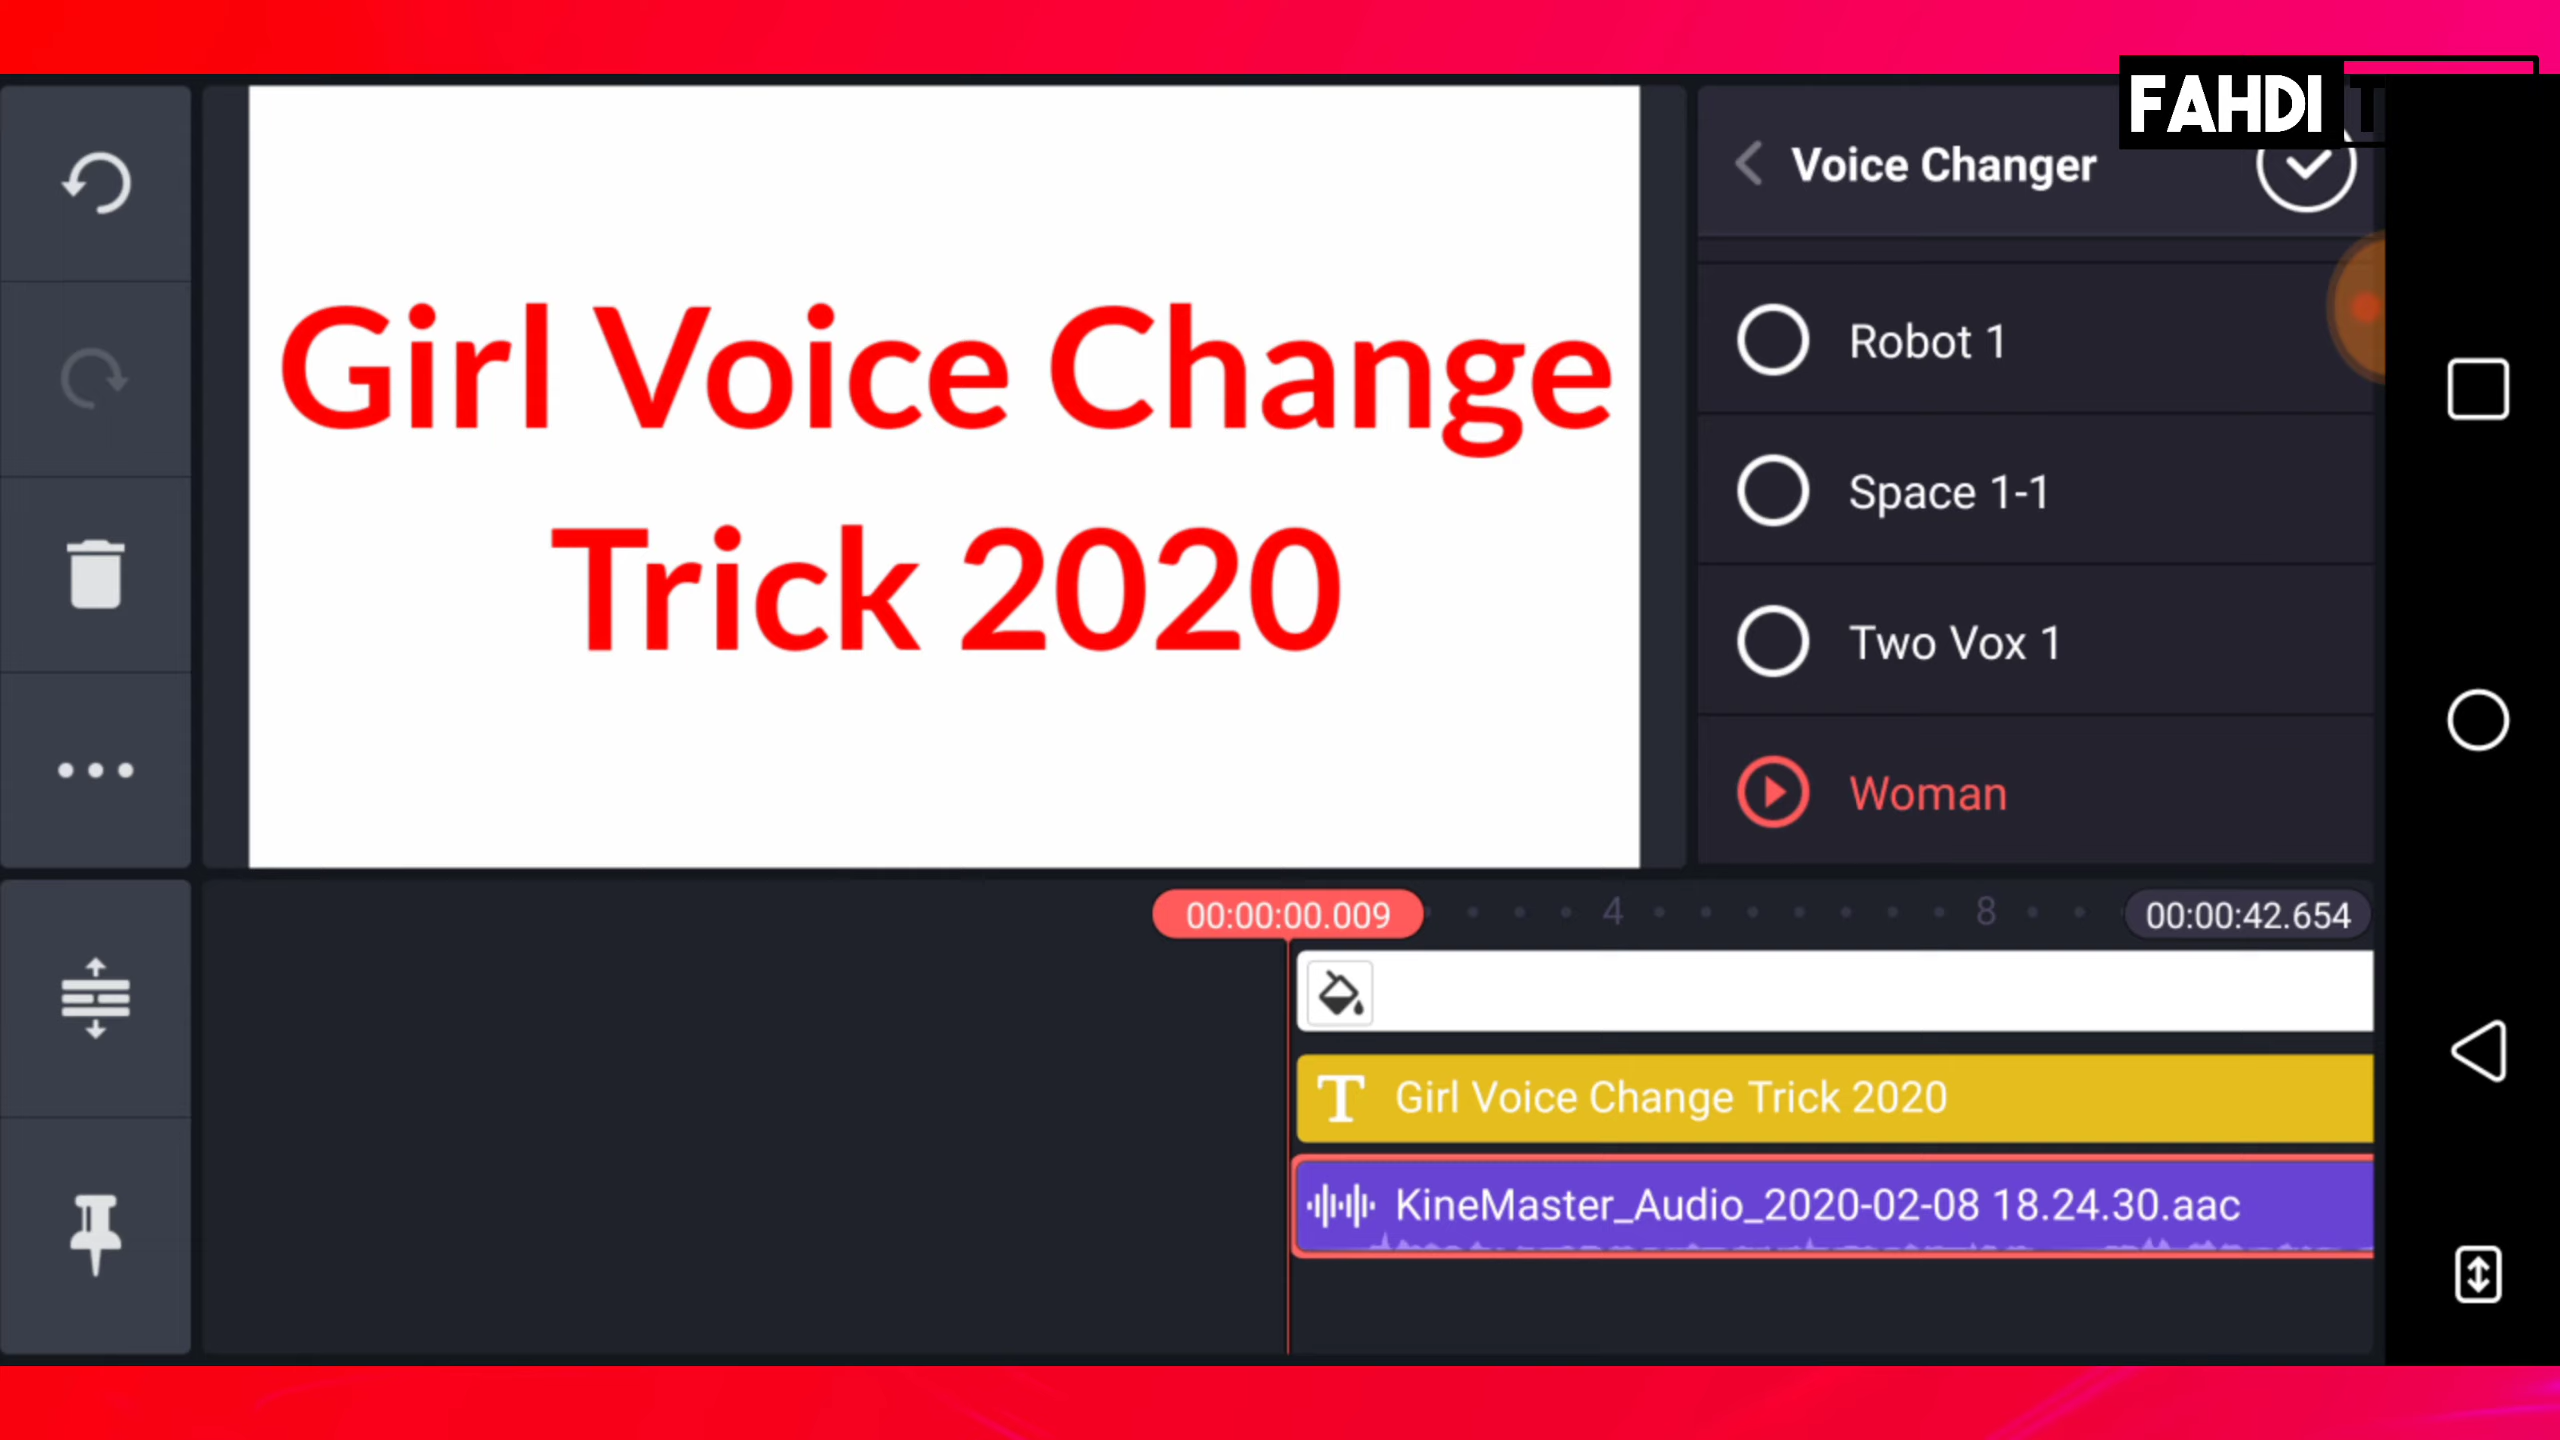 FAHDI
Voice Changer
Girl Voice Change
Trick 2020
Robot 1
Space 1-1
Two Vox 1
Woman
00:00:00.009
4
8
00:00:42.654
T Girl Voice Change Trick 2020
KineMaster_Audio_2020-02-08 18.24.30.aac